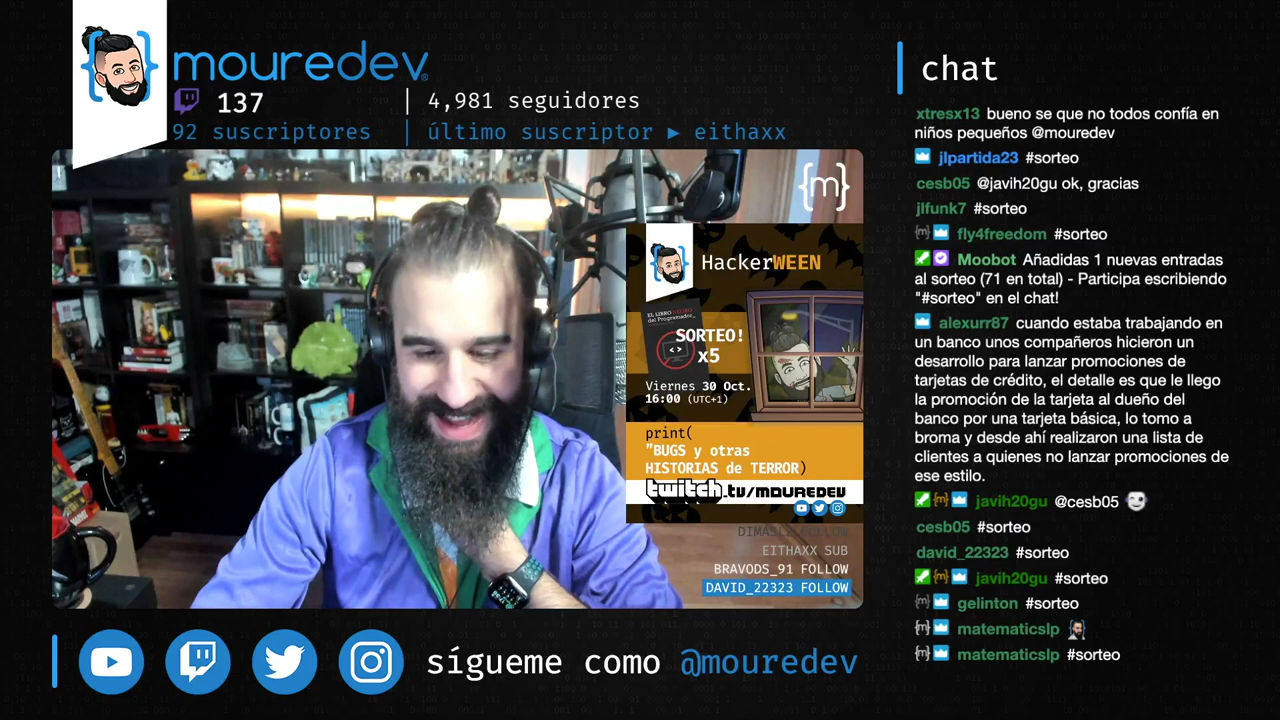 mouredev®
137 | 4,981 seguidores
92 suscriptores | último suscriptor ▶ eithaxx
{m}
HackerWEEN
EL LIBRO NEGRO
del Programador_
SORTEO!
x5
<>
Viernes 30 Oct.
16:00 (UTC+1)
print(
"BUGS y otras
HISTORIAS de TERROR)
twitch.tv/MOUREDEV
EITHAXX SUB
BRAVODS_91 FOLLOW
DAVID_22323 FOLLOW
sígueme como @mouredev
chat
xtresx13 bueno se que no todos confía en
niños pequeños @mouredev
jlpartida23 #sorteo
cesb05 @javih20gu ok, gracias
jlfunk7 #sorteo
{m} fly4freedom #sorteo
Moobot Añadidas 1 nuevas entradas
al sorteo (71 en total) - Participa escribiendo
"#sorteo" en el chat!
alexurr87 cuando estaba trabajando en
un banco unos compañeros hicieron un
desarrollo para lanzar promociones de
tarjetas de crédito, el detalle es que le llego
la promoción de la tarjeta al dueño del
banco por una tarjeta básica, lo tomo a
broma y desde ahí realizaron una lista de
clientes a quienes no lanzar promociones de
ese estilo.
{m} javih20gu @cesb05
cesb05 #sorteo
david_22323 #sorteo
{m} javih20gu #sorteo
{m} gelinton #sorteo
{m} matematicslp
{m} matematicslp #sorteo